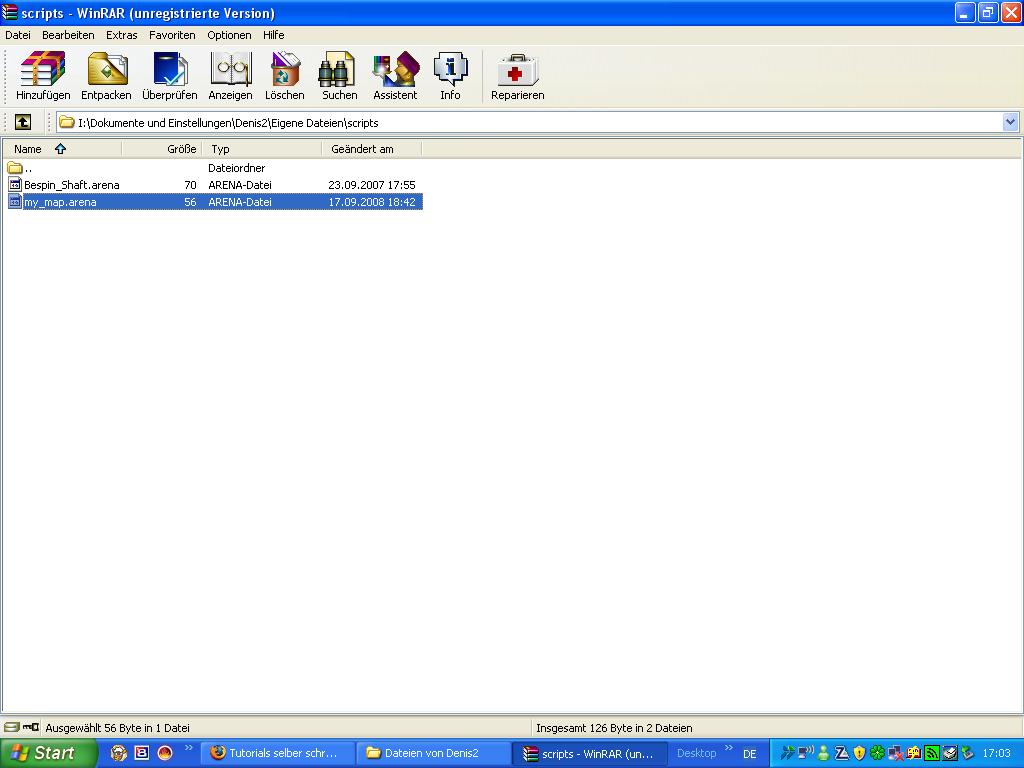 scripts - WinRAR (unregistrierte Version)
Datei Bearbeiten Extras Favoriten Optionen Hilfe
Hinzufügen Entpacken Überprüfen Anzeigen Löschen Suchen Assistent Info Reparieren
I:\Dokumente und Einstellungen\Denis2\Eigene Dateien\scripts
Name Größe Typ Geändert am
.. Dateiordner
Bespin_Shaft.arena 70 ARENA-Datei 23.09.2007 17:55
my_map.arena 56 ARENA-Datei 17.09.2008 18:42
Ausgewählt 56 Byte in 1 Datei Insgesamt 126 Byte in 2 Dateien
Start Tutorials selber schr... Dateien von Denis2 scripts - WinRAR (un... Desktop DE 17:03